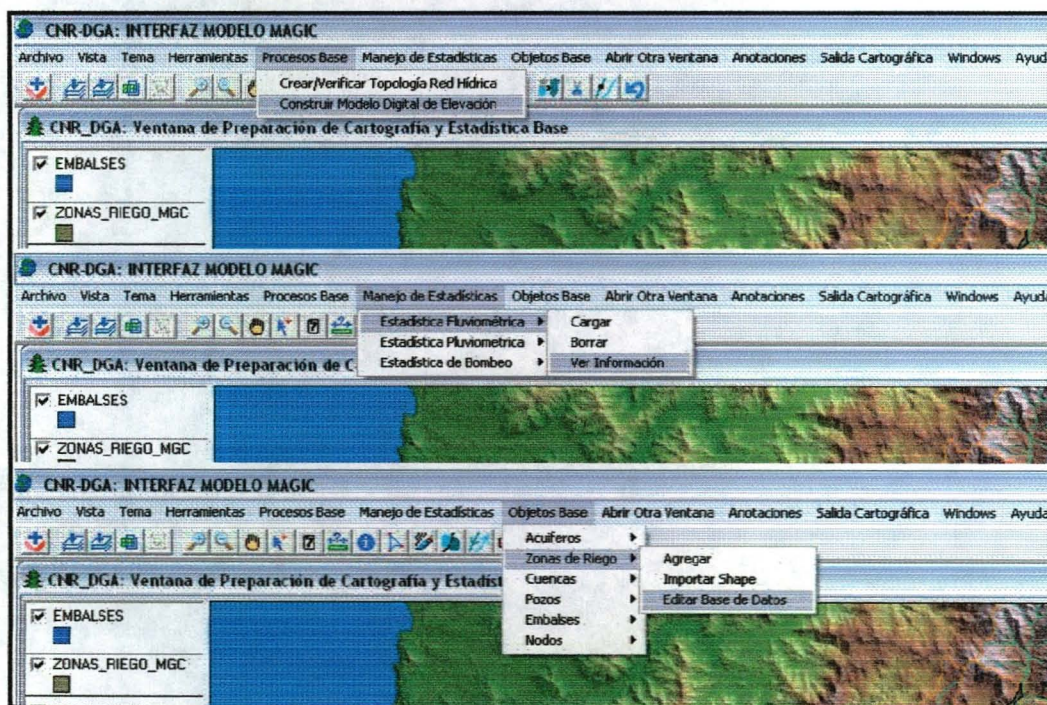 CNR-DGA: INTERFAZ MODELO MAGIC
Archivo Vista Tema Herramientas Procesos Base Manejo de Estadísticas Objetos Base Abrir Otra Ventana Anotaciones Salida Cartográfica Windows Ayud
Crear/Verificar Topología Red Hídrica
Construir Modelo Digital de Elevación
CNR_DGA: Ventana de Preparación de Cartografía y Estadística Base
EMBALSES
ZONAS_RIEGO_MGC
CNR-DGA: INTERFAZ MODELO MAGIC
Archivo Vista Tema Herramientas Procesos Base Manejo de Estadísticas Objetos Base Abrir Otra Ventana Anotaciones Salida Cartográfica Windows Ayuda
Estadística Fluviométrica Cargar
Estadística Pluviometrica Borrar
Estadística de Bombeo Ver Información
CNR_DGA: Ventana de Preparación de C
EMBALSES
ZONAS_RIEGO_MGC
CNR-DGA: INTERFAZ MODELO MAGIC
Archivo Vista Tema Herramientas Procesos Base Manejo de Estadísticas Objetos Base Abrir Otra Ventana Anotaciones Salida Cartográfica Windows Ayuda
Acuíferos
Zonas de Riego Agregar
Cuencas Importar Shape
Pozos Editar Base de Datos
Embalses
Nodos
CNR_DGA: Ventana de Preparación de Cartografía y Estadíst
EMBALSES
ZONAS_RIEGO_MGC